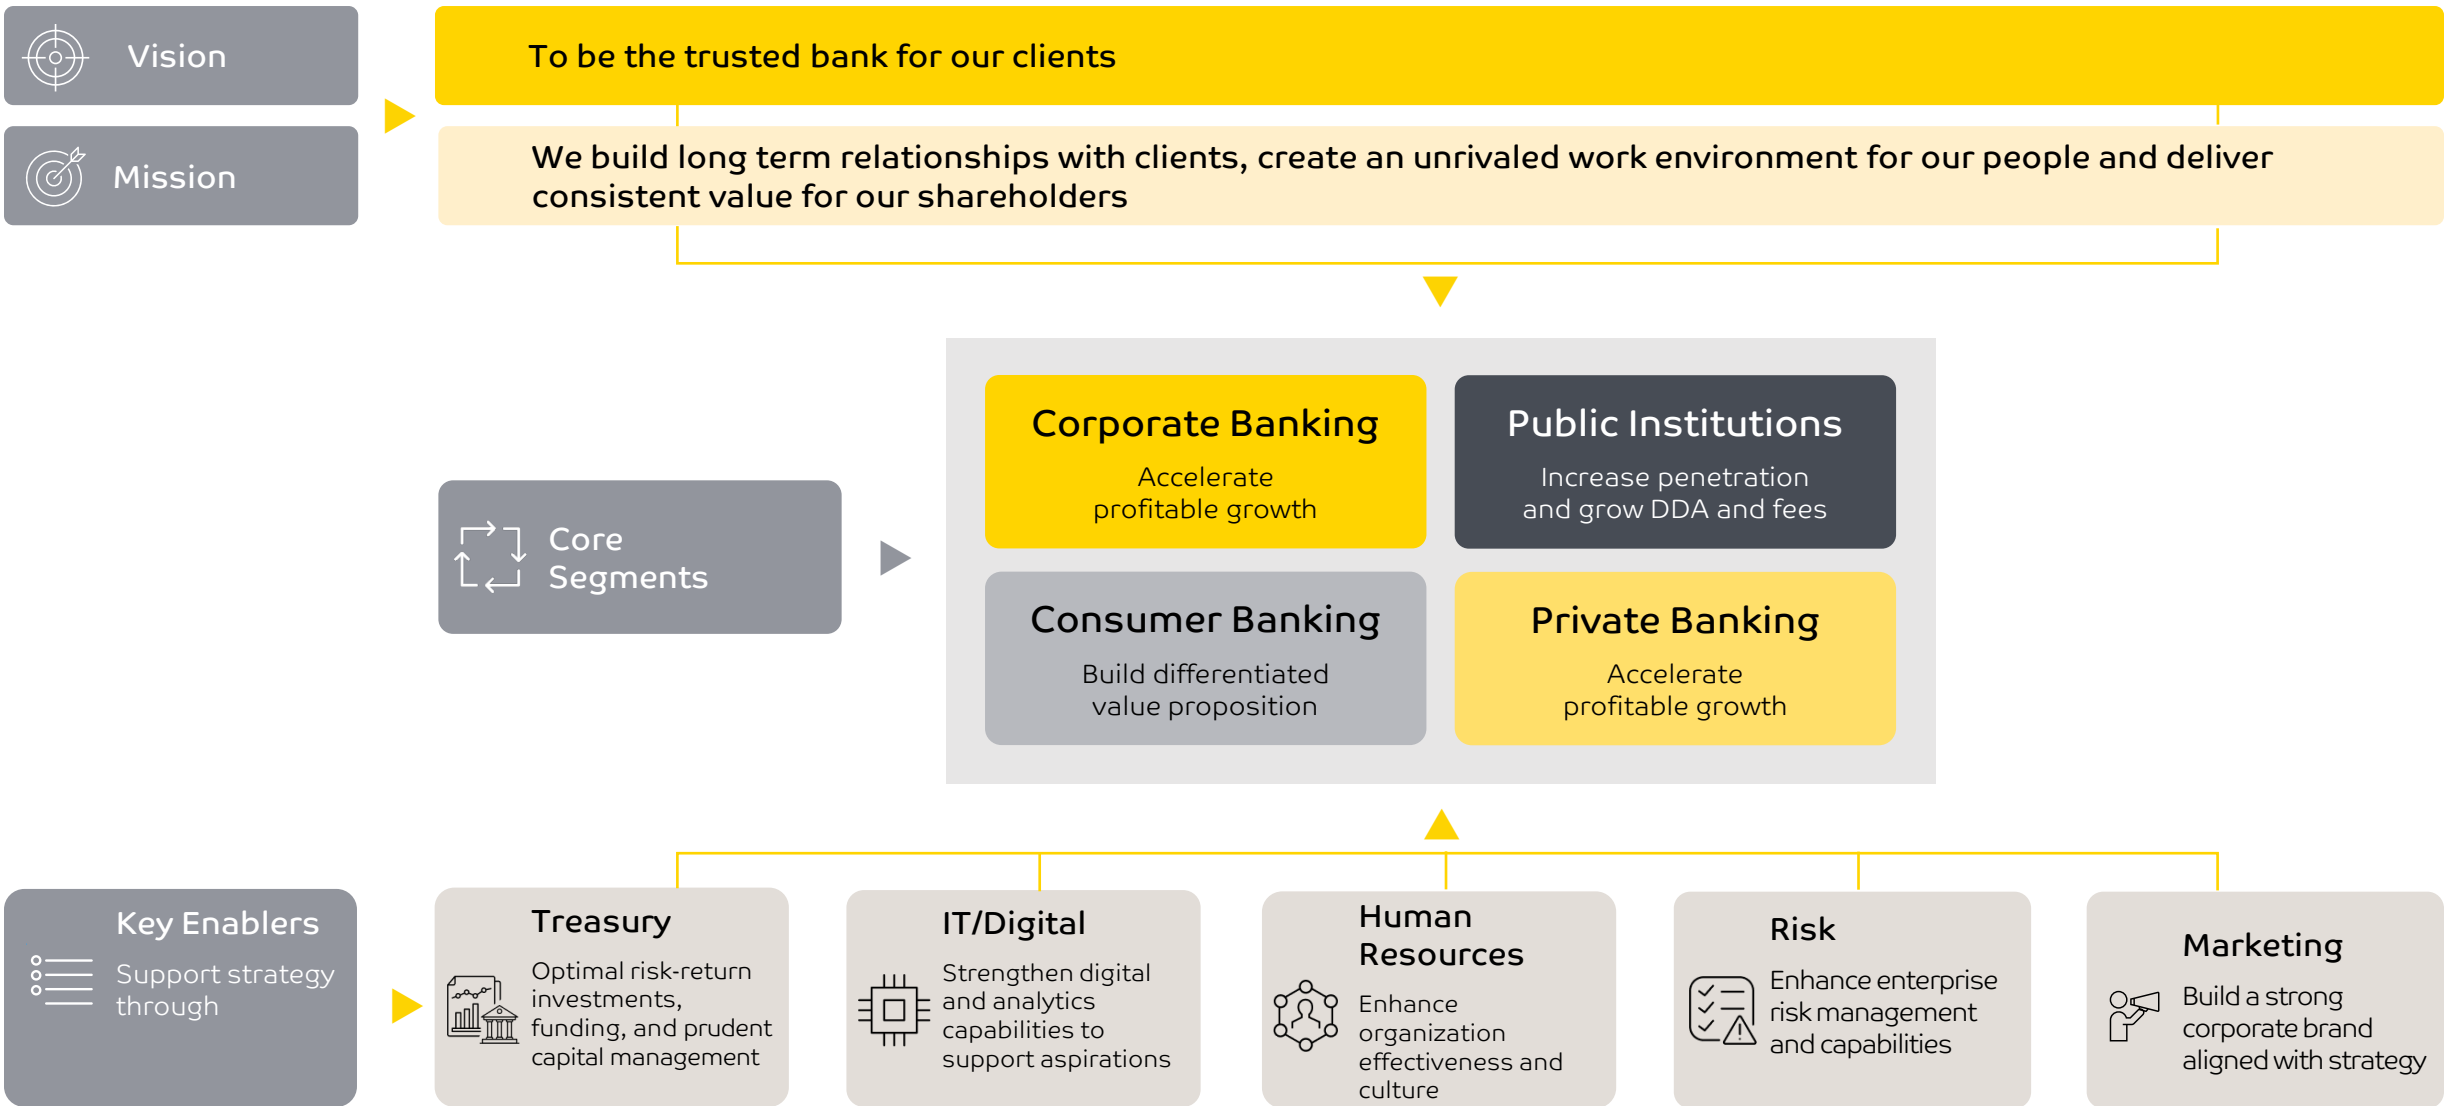 Vision
To be the trusted bank for our clients
Mission
We build long term relationships with clients, create an unrivaled work environment for our people and deliver
consistent value for our shareholders
Core
Segments
Corporate Banking
Accelerate
profitable growth
Public Institutions
Increase penetration
and grow DDA and fees
Consumer Banking
Build differentiated
value proposition
Private Banking
Accelerate
profitable growth
Key Enablers
Support strategy
through
Treasury
Optimal risk-return
investments,
funding, and prudent
capital management
IT/Digital
Strengthen digital
and analytics
capabilities to
support aspirations
Human
Resources
Enhance
organization
effectiveness and
culture
Risk
Enhance enterprise
risk management
and capabilities
Marketing
Build a strong
corporate brand
aligned with strategy